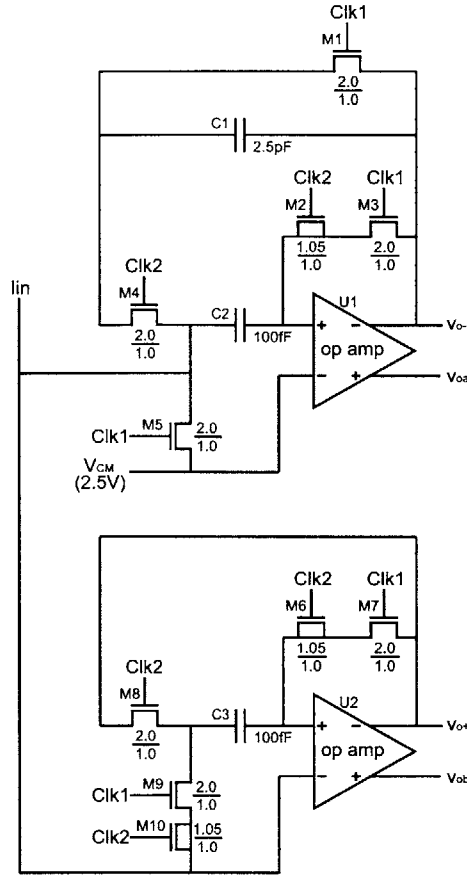 Clk1
M1
2.0
1.0
C1
2.5pF
Clk2
Clk1
M2
M3
1.05
1.0
2.0
1.0
Clk2
Iin
M4
2.0
1.0
C2
100fF
U1
+
−
op amp
−
+
Vo-
Voa
Clk1
M5
2.0
1.0
VCM
(2.5V)
Clk2
Clk1
M6
M7
1.05
1.0
2.0
1.0
Clk2
M8
2.0
1.0
C3
100fF
U2
+
−
op amp
−
+
Vo+
Vob
Clk1
M9
2.0
1.0
Clk2
M10
1.05
1.0